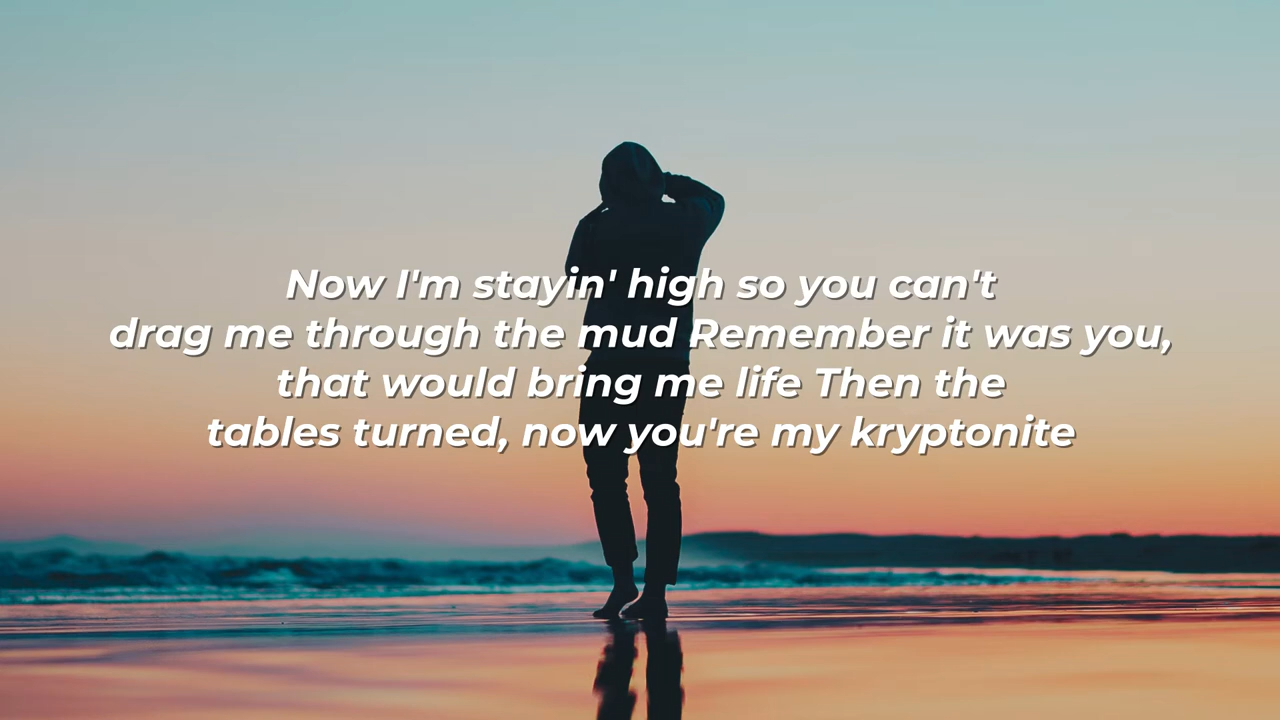 Now I'm stayin' high so you can't
drag me through the mud Remember it was you,
that would bring me life Then the
tables turned, now you're my kryptonite